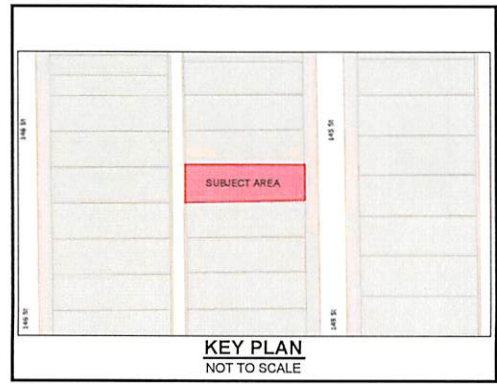 146 St
145 St
SUBJECT AREA
146 St
145 St
KEY PLAN
NOT TO SCALE